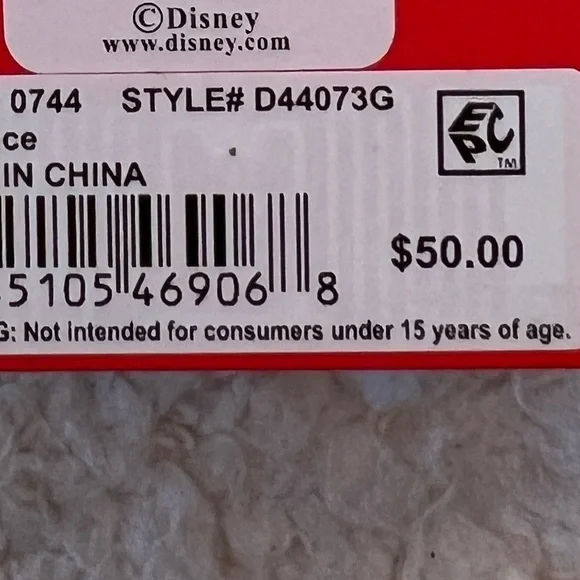 ©Disney
www.disney.com
0744 STYLE# D44073G
ce
IN CHINA
EPC
TM
$50.00
5105 46906 8
G: Not intended for consumers under 15 years of age.